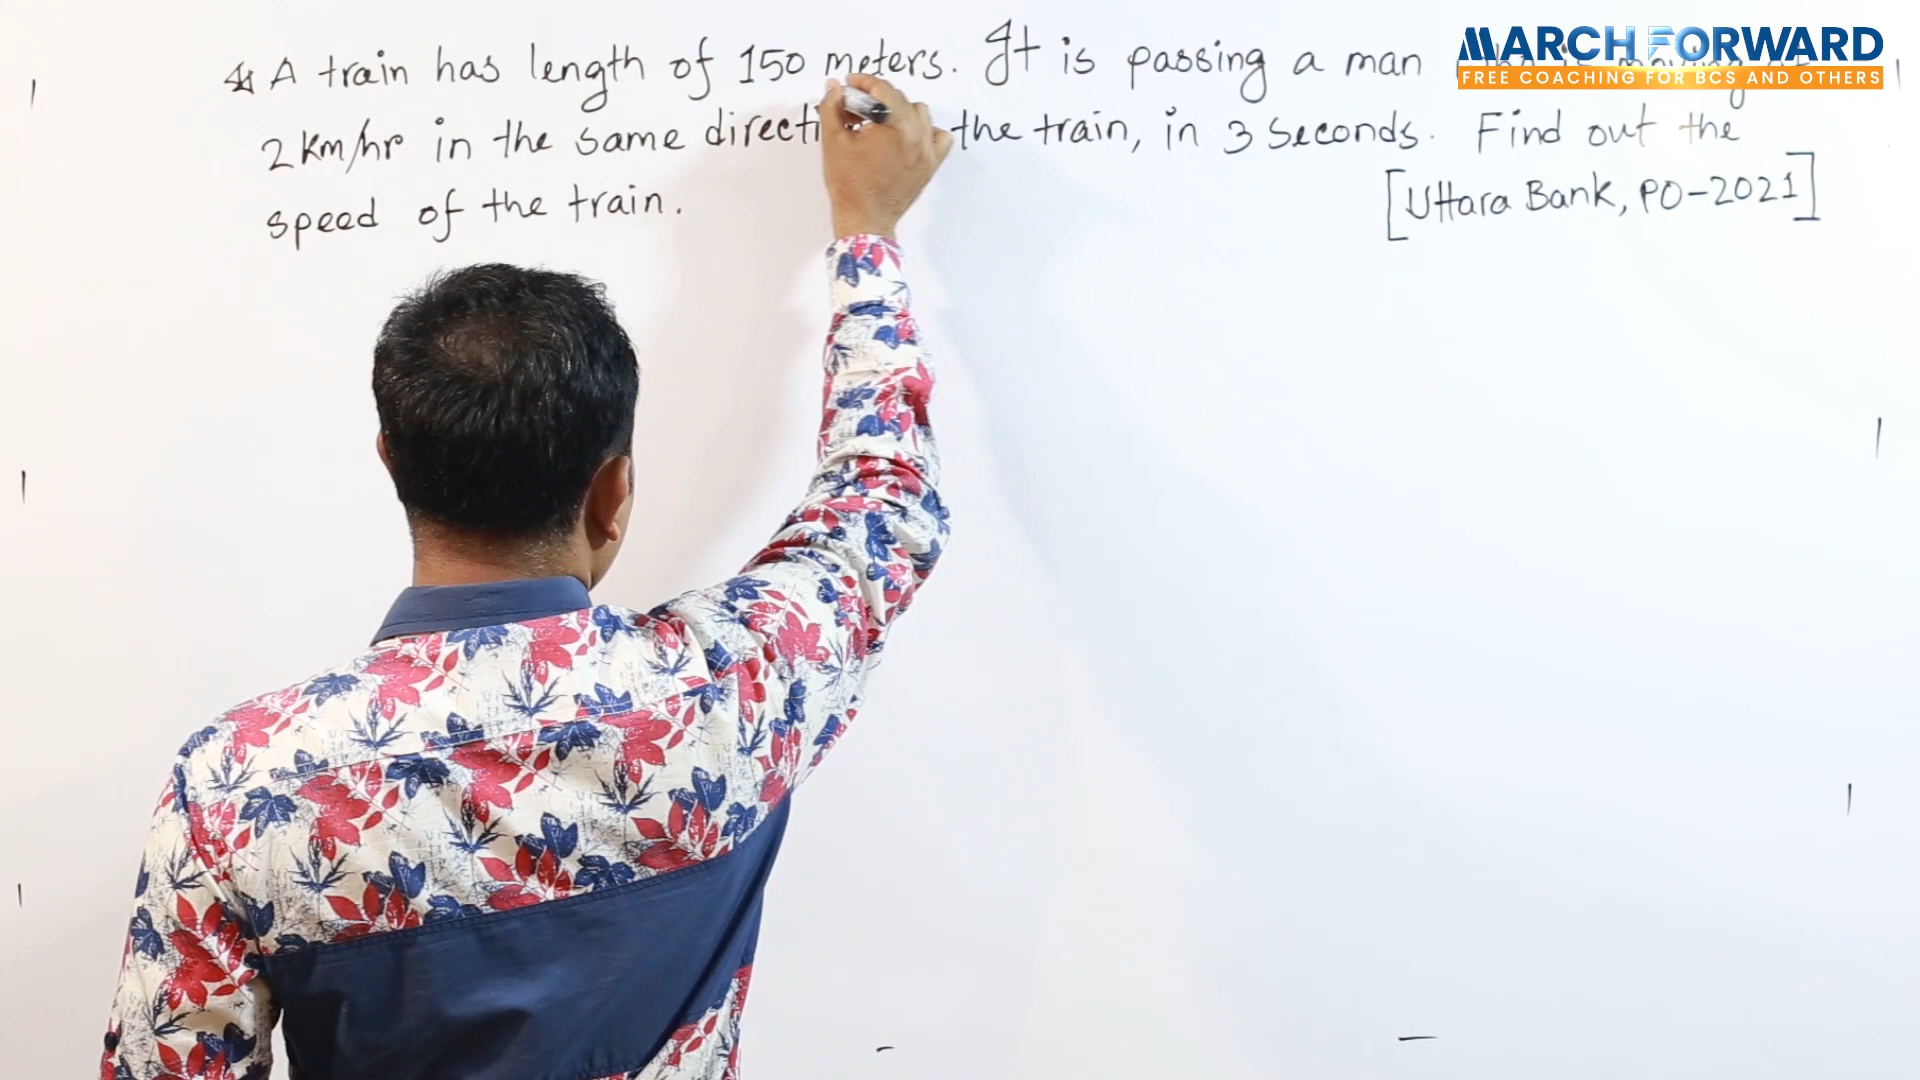 MARCH FORWARD
FREE COACHING FOR BCS AND OTHERS
A train has length of 150 meters. It is passing a man
2 km/hr in the same the train, in 3 seconds. Find out the
speed of the train.
[Uttara Bank, PO-2021]